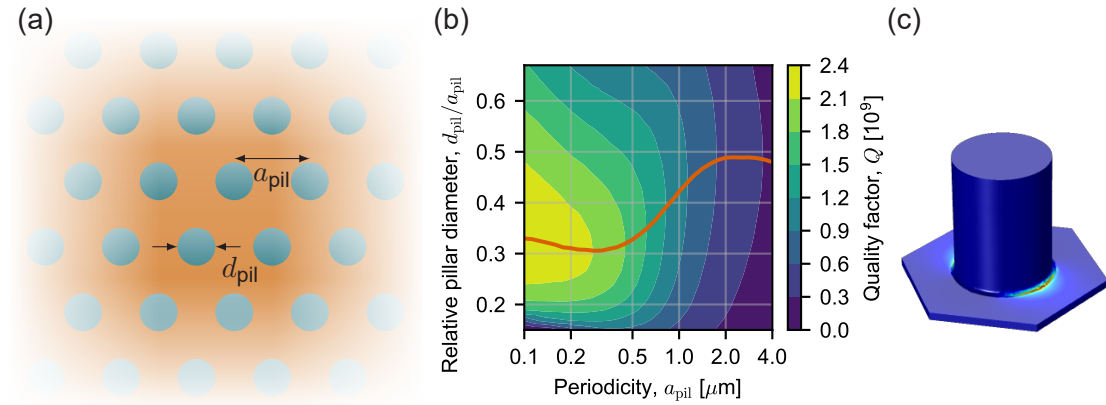 (a)
a_pil
d_pil
(b)
Relative pillar diameter, d_pil/a_pil
0.6
0.5
0.4
0.3
0.2
0.1 0.2 0.5 1.0 2.0 4.0
Periodicity, a_pil [μm]
2.4
2.1
1.8
1.5
1.2
0.9
0.6
0.3
0.0
Quality factor, Q [10⁹]
(c)